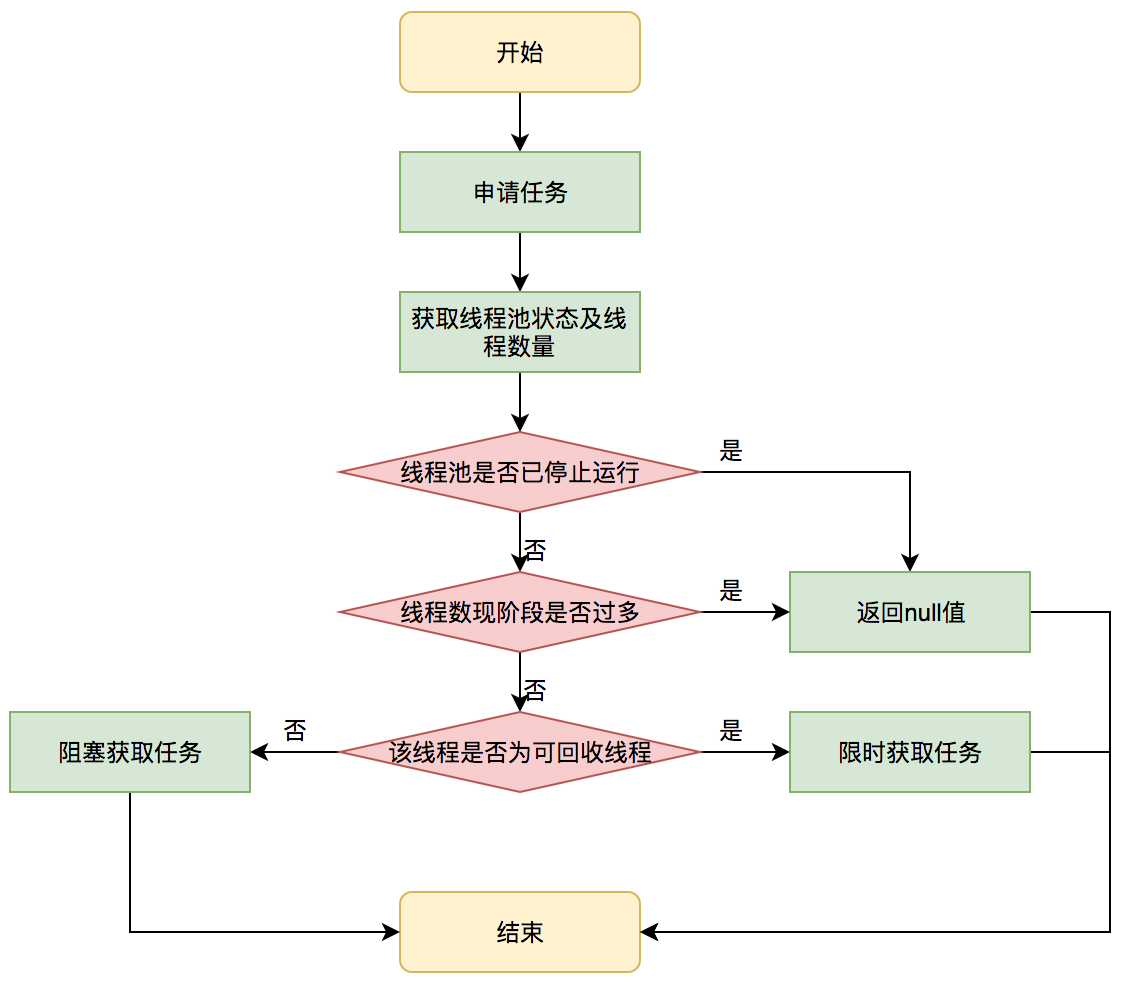 开始
申请任务
获取线程池状态及线
程数量
线程池是否已停止运行
是
否
线程数现阶段是否过多
是
返回null值
否
阻塞获取任务
否
该线程是否为可回收线程
是
限时获取任务
结束